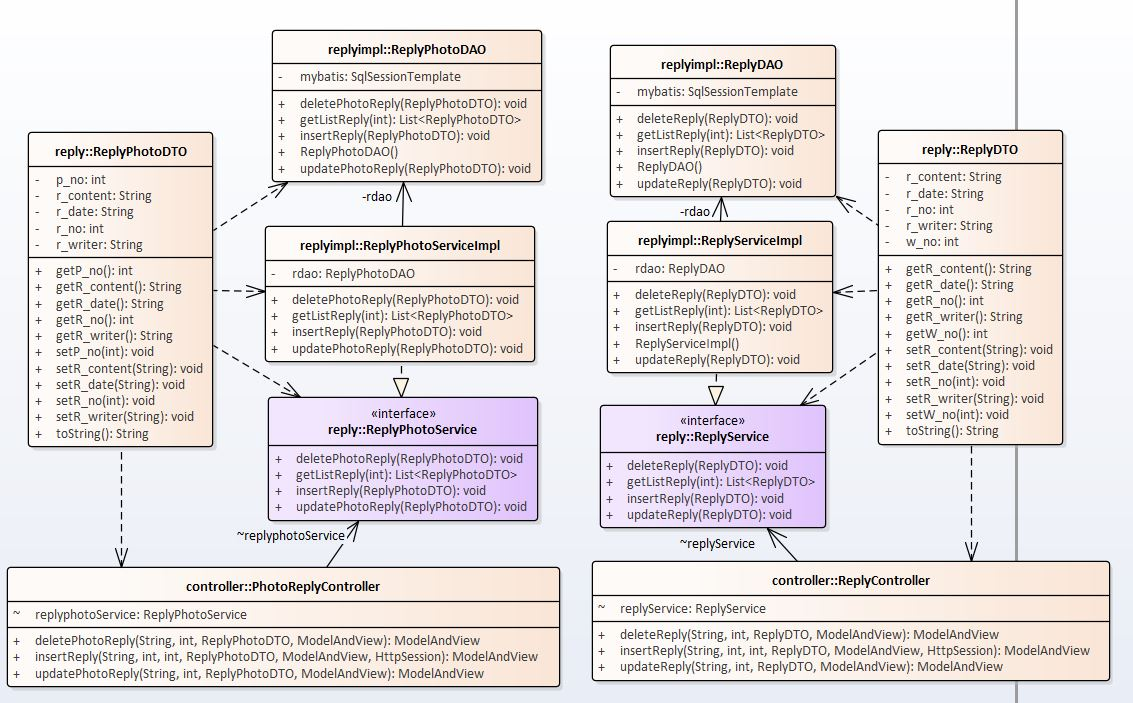 replyimpl::ReplyPhotoDAO
- mybatis: SqlSessionTemplate
+ deletePhotoReply(ReplyPhotoDTO): void
+ getListReply(int): List<ReplyPhotoDTO>
+ insertReply(ReplyPhotoDTO): void
+ ReplyPhotoDAO()
+ updatePhotoReply(ReplyPhotoDTO): void
replyimpl::ReplyDAO
- mybatis: SqlSessionTemplate
+ deleteReply(ReplyDTO): void
+ getListReply(int): List<ReplyDTO>
+ insertReply(ReplyDTO): void
+ ReplyDAO()
+ updateReply(ReplyDTO): void
reply::ReplyPhotoDTO
- p_no: int
- r_content: String
- r_date: String
- r_no: int
- r_writer: String
+ getP_no(): int
+ getR_content(): String
+ getR_date(): String
+ getR_no(): int
+ getR_writer(): String
+ setP_no(int): void
+ setR_content(String): void
+ setR_date(String): void
+ setR_no(int): void
+ setR_writer(String): void
+ toString(): String
reply::ReplyDTO
- r_content: String
- r_date: String
- r_no: int
- r_writer: String
- w_no: int
+ getR_content(): String
+ getR_date(): String
+ getR_no(): int
+ getR_writer(): String
+ getW_no(): int
+ setR_content(String): void
+ setR_date(String): void
+ setR_no(int): void
+ setR_writer(String): void
+ setW_no(int): void
+ toString(): String
-rdao
-rdao
replyimpl::ReplyPhotoServiceImpl
- rdao: ReplyPhotoDAO
+ deletePhotoReply(ReplyPhotoDTO): void
+ getListReply(int): List<ReplyPhotoDTO>
+ insertReply(ReplyPhotoDTO): void
+ updatePhotoReply(ReplyPhotoDTO): void
replyimpl::ReplyServiceImpl
- rdao: ReplyDAO
+ deleteReply(ReplyDTO): void
+ getListReply(int): List<ReplyDTO>
+ insertReply(ReplyDTO): void
+ ReplyServiceImpl()
+ updateReply(ReplyDTO): void
«interface»
reply::ReplyPhotoService
+ deletePhotoReply(ReplyPhotoDTO): void
+ getListReply(int): List<ReplyPhotoDTO>
+ insertReply(ReplyPhotoDTO): void
+ updatePhotoReply(ReplyPhotoDTO): void
«interface»
reply::ReplyService
+ deleteReply(ReplyDTO): void
+ getListReply(int): List<ReplyDTO>
+ insertReply(ReplyDTO): void
+ updateReply(ReplyDTO): void
~replyphotoService
~replyService
controller::PhotoReplyController
~ replyphotoService: ReplyPhotoService
+ deletePhotoReply(String, int, ReplyPhotoDTO, ModelAndView): ModelAndView
+ insertReply(String, int, int, ReplyPhotoDTO, ModelAndView, HttpSession): ModelAndView
+ updatePhotoReply(String, int, ReplyPhotoDTO, ModelAndView): ModelAndView
controller::ReplyController
~ replyService: ReplyService
+ deleteReply(String, int, ReplyDTO, ModelAndView): ModelAndView
+ insertReply(String, int, ReplyDTO, ModelAndView, HttpSession): ModelAndView
+ updateReply(String, int, ReplyDTO, ModelAndView): ModelAndView